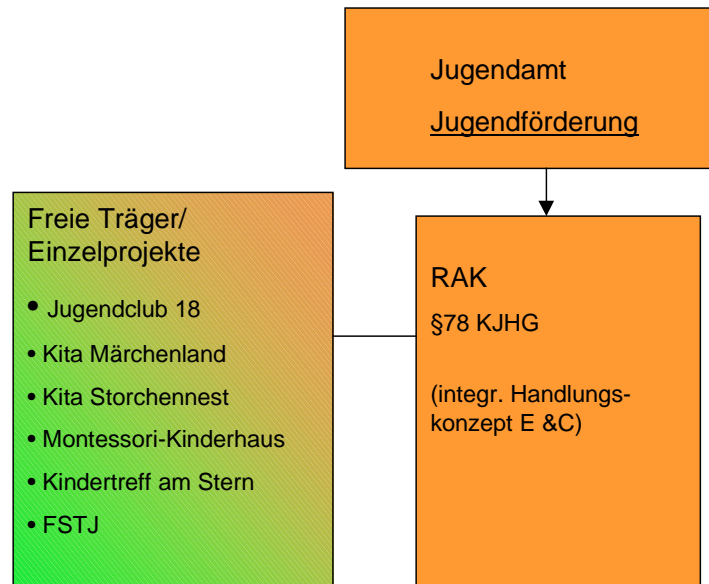 Jugendamt
Jugendförderung
Freie Träger/
Einzelprojekte
• Jugendclub 18
• Kita Märchenland
• Kita Storchennest
• Montessori-Kinderhaus
• Kindertreff am Stern
• FSTJ
RAK
§78 KJHG
(integr. Handlungs-
konzept E &C)